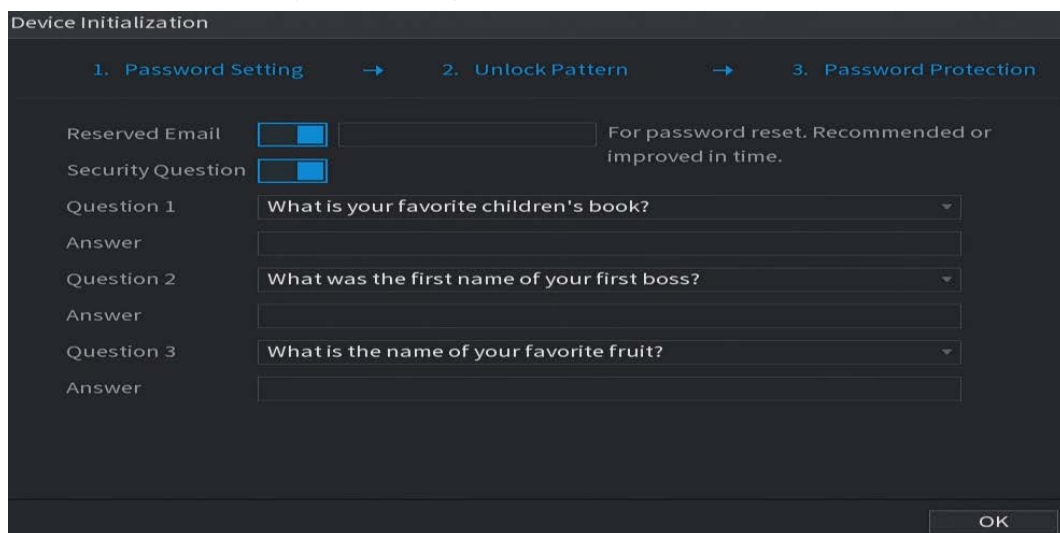 Device Initialization
1. Password Setting → 2. Unlock Pattern → 3. Password Protection
Reserved Email For password reset. Recommended or
improved in time.
Security Question
Question 1 What is your favorite children's book?
Answer
Question 2 What was the first name of your first boss?
Answer
Question 3 What is the name of your favorite fruit?
Answer
OK